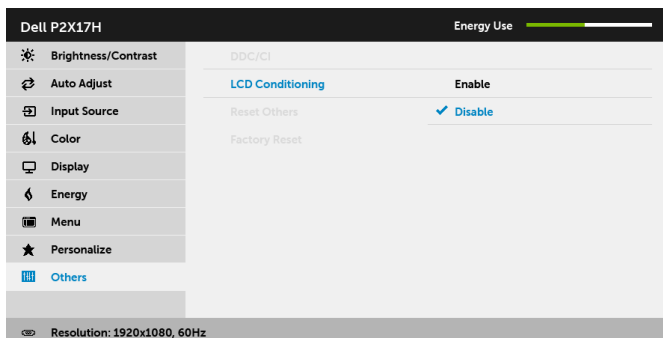 Dell P2X17H Energy Use
Brightness/Contrast DDC/CI
Auto Adjust LCD Conditioning Enable
Input Source Reset Others Disable
Color Factory Reset
Display
Energy
Menu
Personalize
Others
Resolution: 1920x1080, 60Hz